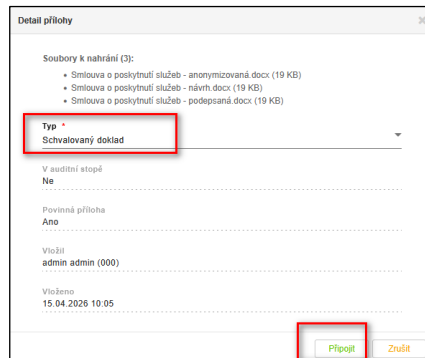 Detail přílohy
Soubory k nahrání (3):
Smlouva o poskytnutí služeb - anonymizovaná.docx (19 KB)
Smlouva o poskytnutí služeb - návrh.docx (19 KB)
Smlouva o poskytnutí služeb - podepsaná.docx (19 KB)
Typ *
Schvalovaný doklad
V auditní stopě
Ne
Povinná příloha
Ano
Vložil
admin admin (000)
Vloženo
15.04.2026 10:05
Připojit Zrušit